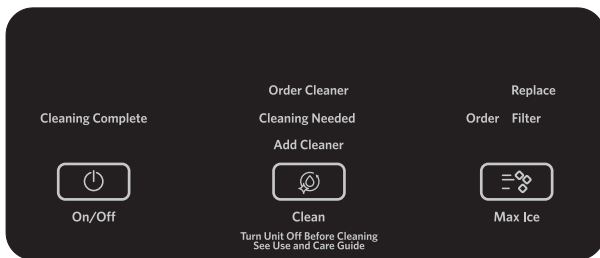 Order Cleaner
Replace
Cleaning Complete
Cleaning Needed
Order Filter
Add Cleaner
On/Off
Clean
Max Ice
Turn Unit Off Before Cleaning
See Use and Care Guide